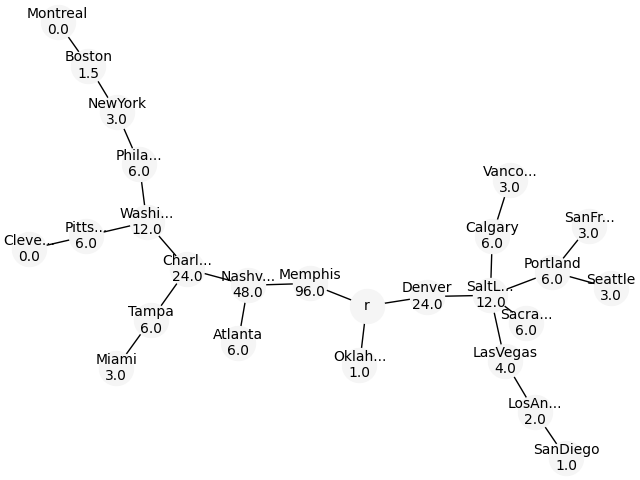 Montreal
0.0
Boston
1.5
NewYork
3.0
Phila...
6.0
Vanco...
3.0
Washi...
12.0
SanFr...
3.0
Pitts...
6.0
Calgary
6.0
Cleve...
0.0
Charl...
24.0
Portland
6.0
Nashv...
48.0
Memphis
96.0
Seattle
3.0
Denver
24.0
SaltL...
12.0
r
Tampa
6.0
Sacra...
6.0
Atlanta
6.0
Oklah...
1.0
LasVegas
4.0
Miami
3.0
LosAn...
2.0
SanDiego
1.0